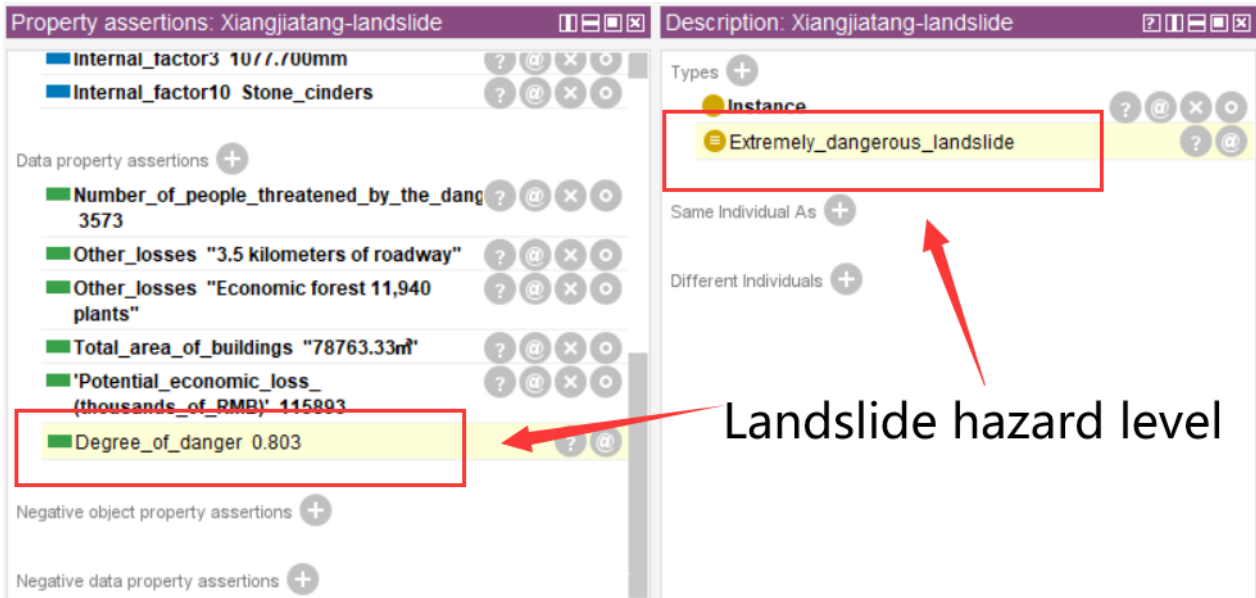 Property assertions: Xiangjiatang-landslide
Internal_factor3 1077.700mm
Internal_factor10 Stone_cinders
Data property assertions
Number_of_people_threatened_by_the_dang
3573
Other_losses "3.5 kilometers of roadway"
Other_losses "Economic forest 11,940
plants"
Total_area_of_buildings "78763.33㎡"
'Potential_economic_loss_
(thousands_of_RMB)' 115893
Degree_of_danger 0.803
Negative object property assertions
Negative data property assertions
Description: Xiangjiatang-landslide
Types
Instance
Extremely_dangerous_landslide
Same Individual As
Different Individuals
Landslide hazard level